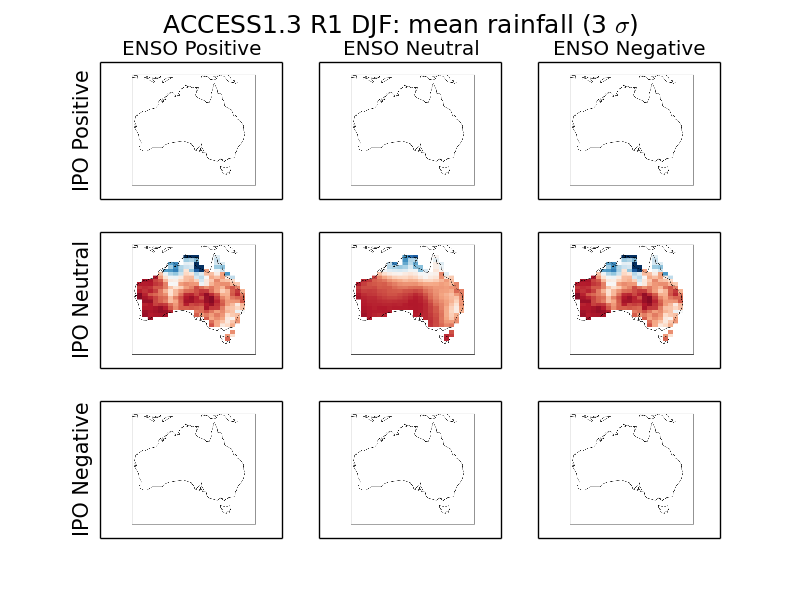 ACCESS1.3 R1 DJF: mean rainfall (3 σ)
ENSO Positive
ENSO Neutral
ENSO Negative
IPO Positive
IPO Neutral
IPO Negative